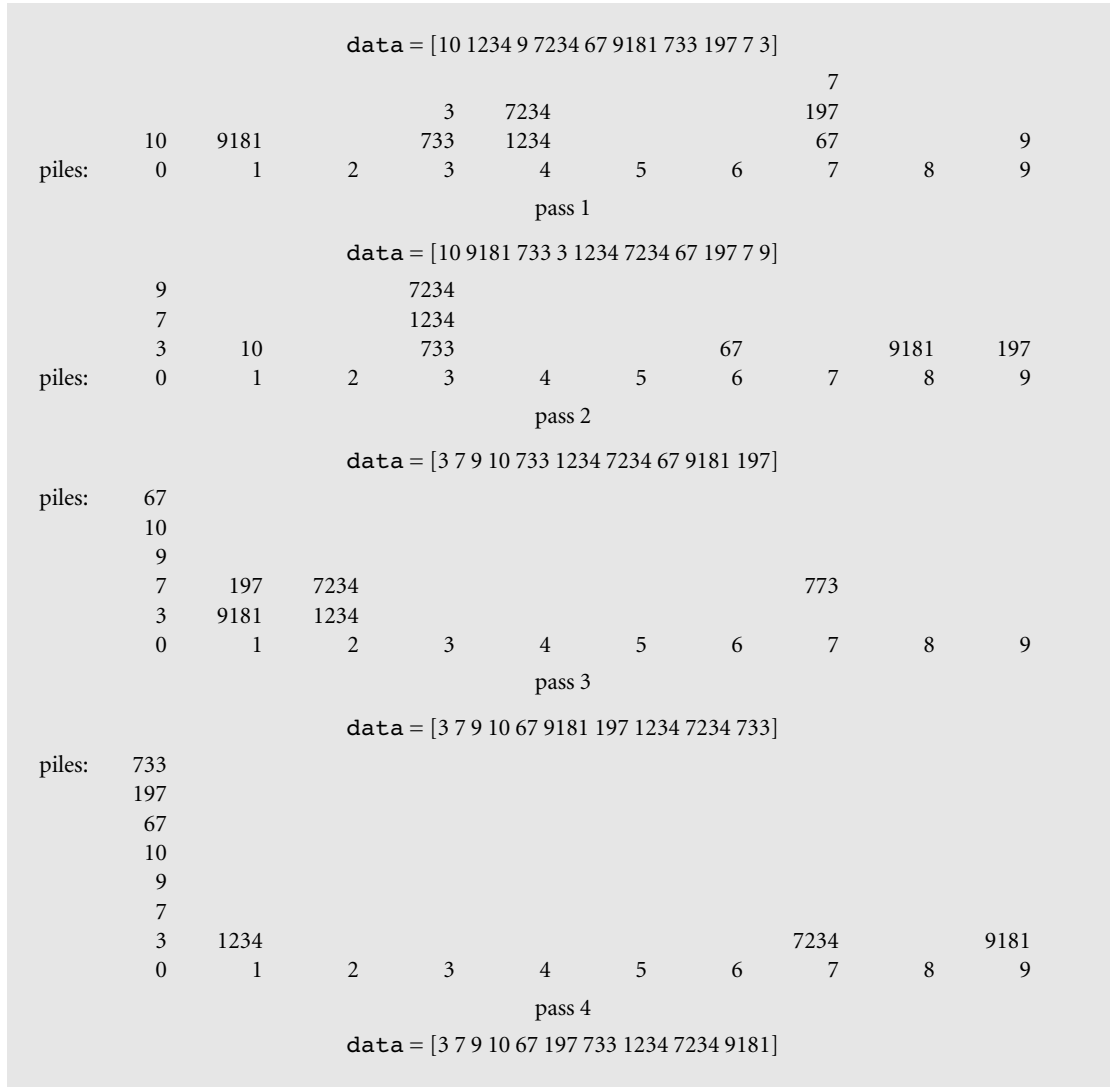 data = [10 1234 9 7234 67 9181 733 197 7 3]
7
3 7234 197
10 9181 733 1234 67 9
piles: 0 1 2 3 4 5 6 7 8 9
pass 1
data = [10 9181 733 3 1234 7234 67 197 7 9]
9 7234
7 1234
3 10 733 67 9181 197
piles: 0 1 2 3 4 5 6 7 8 9
pass 2
data = [3 7 9 10 733 1234 7234 67 9181 197]
piles: 67
10
9
7 197 7234 773
3 9181 1234
0 1 2 3 4 5 6 7 8 9
pass 3
data = [3 7 9 10 67 9181 197 1234 7234 733]
piles: 733
197
67
10
9
7
3 1234 7234 9181
0 1 2 3 4 5 6 7 8 9
pass 4
data = [3 7 9 10 67 197 733 1234 7234 9181]